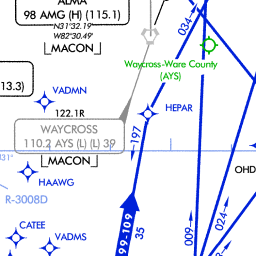 ALMA
98 AMG (H) (115.1)
N31°32.19
W82°30.49
[MACON]
034
Waycross-Ware County
(AYS)
13.3)
VADMN
122.1R
HEPAR
WAYCROSS
110.2 AYS (L) (L) 39
197
31°
[MACON]
HAAWG
OHD
R-3008D
99-109
35
009
024
CATEE
VADMS